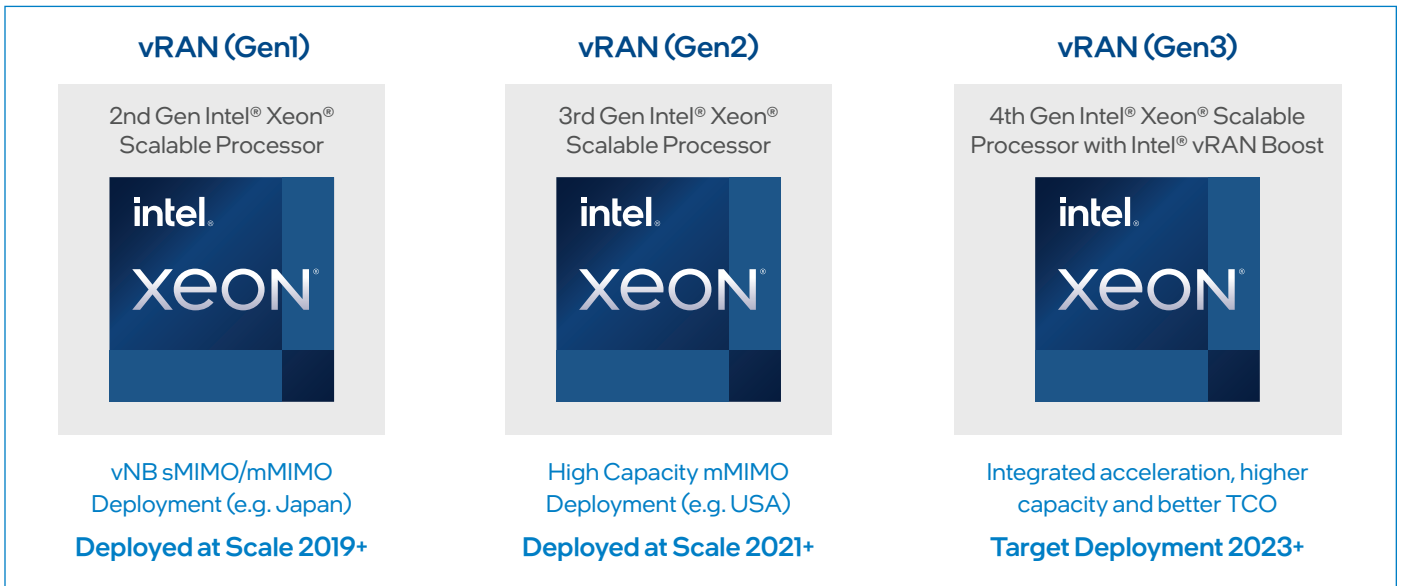 vRAN (Gen1)
2nd Gen Intel® Xeon®
Scalable Processor
intel®
xeon®
vNB sMIMO/mMIMO
Deployment (e.g. Japan)
Deployed at Scale 2019+
vRAN (Gen2)
3rd Gen Intel® Xeon®
Scalable Processor
intel®
xeon®
High Capacity mMIMO
Deployment (e.g. USA)
Deployed at Scale 2021+
vRAN (Gen3)
4th Gen Intel® Xeon® Scalable
Processor with Intel® vRAN Boost
intel®
xeon®
Integrated acceleration, higher
capacity and better TCO
Target Deployment 2023+